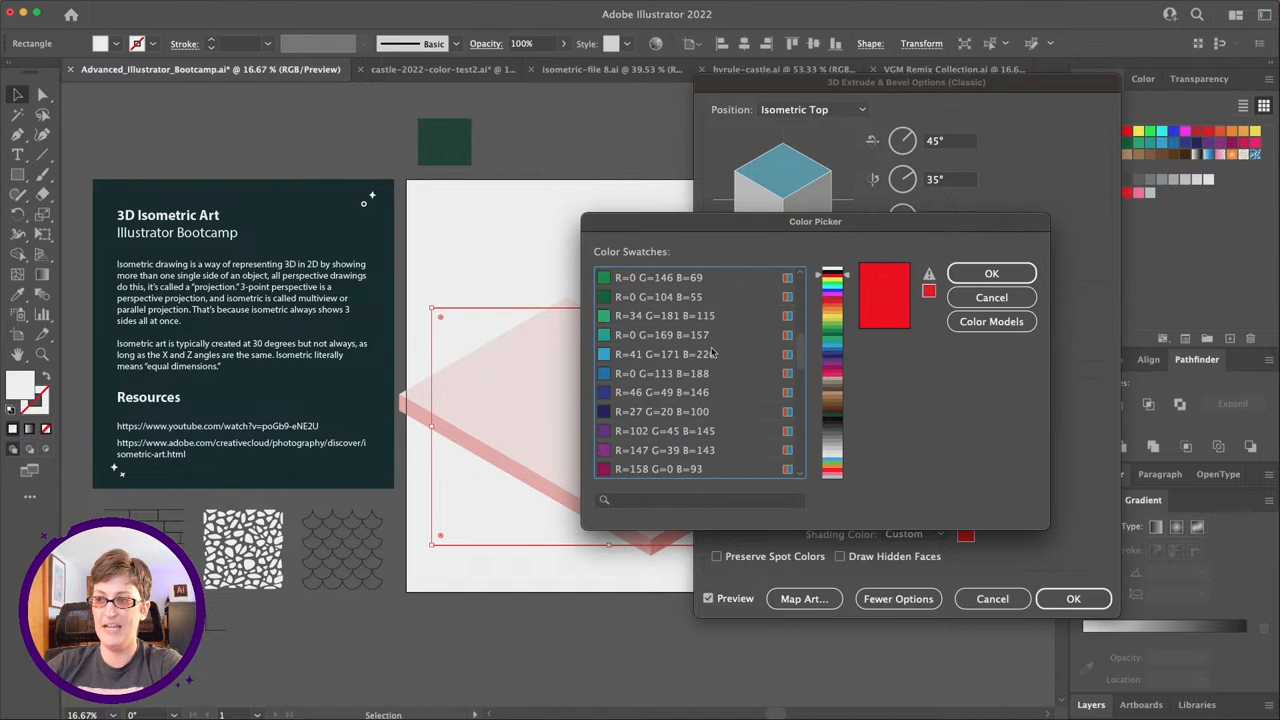 Adobe Illustrator 2022
Rectangle
Stroke:
Basic
Opacity:
100%
Style:
Shape:
Transform
Advanced_Illustrator_Bootcamp.ai* @ 16.67 % (RGB/Preview)
castle-2022-color-test2.ai* @ 1...
isometric-file 8.ai @ 39.53 % (R...
hyrule-castle.ai @ 53.33 % (RGB...
VGM Remix Collection.ai @ 16.6...
Color
Transparency
3D Extrude & Bevel Options (Classic)
Position:
Isometric Top
45°
35°
3D Isometric Art
Illustrator Bootcamp
Isometric drawing is a way of representing 3D in 2D by showing
more than one single side of an object, all perspective drawings
do this, it's called a "projection." 3-point perspective is a
perspective projection, and isometric is called multiview or
parallel projection. That's because isometric always shows 3
sides all at once.
Isometric art is typically created at 30 degrees but not always, as
long as the X and Z angles are the same. Isometric literally
means "equal dimensions."
Resources
https://www.youtube.com/watch?v=poGb9-eNE2U
https://www.adobe.com/creativecloud/photography/discover/i
sometric-art.html
Color Picker
Color Swatches:
R=0 G=146 B=69
R=0 G=104 B=55
R=34 G=181 B=115
R=0 G=169 B=157
R=41 G=171 B=22
R=0 G=113 B=188
R=46 G=49 B=146
R=27 G=20 B=100
R=102 G=45 B=145
R=147 G=39 B=143
R=158 G=0 B=93
OK
Cancel
Color Models
Shading Color:
Custom
Preserve Spot Colors
Draw Hidden Faces
Preview
Map Art...
Fewer Options
Cancel
OK
Align
Pathfinder
Expand
Paragraph
OpenType
Gradient
Type:
Opacity:
Location:
Layers
Artboards
Libraries
Ai
16.67%
0°
1
Selection